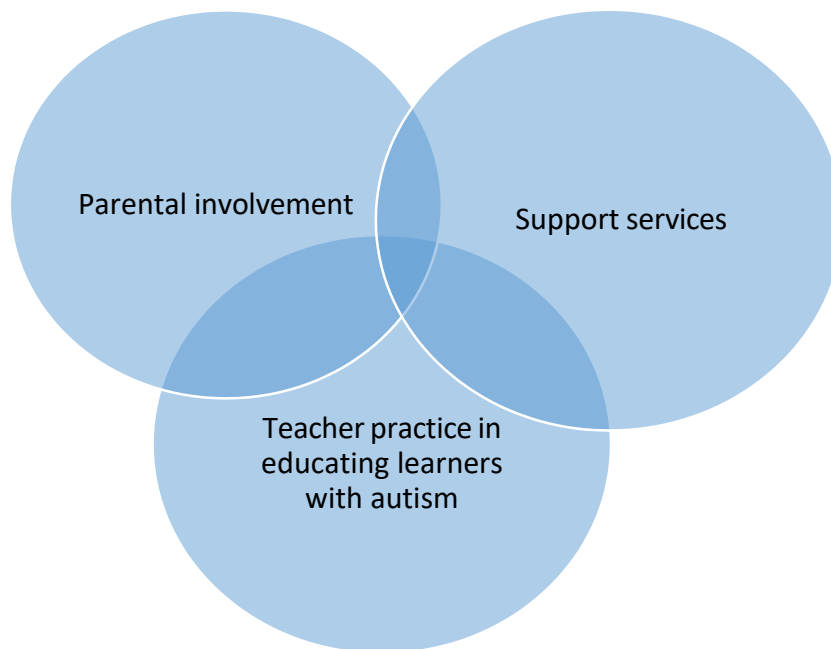 Parental involvement
Support services
Teacher practice in
educating learners
with autism